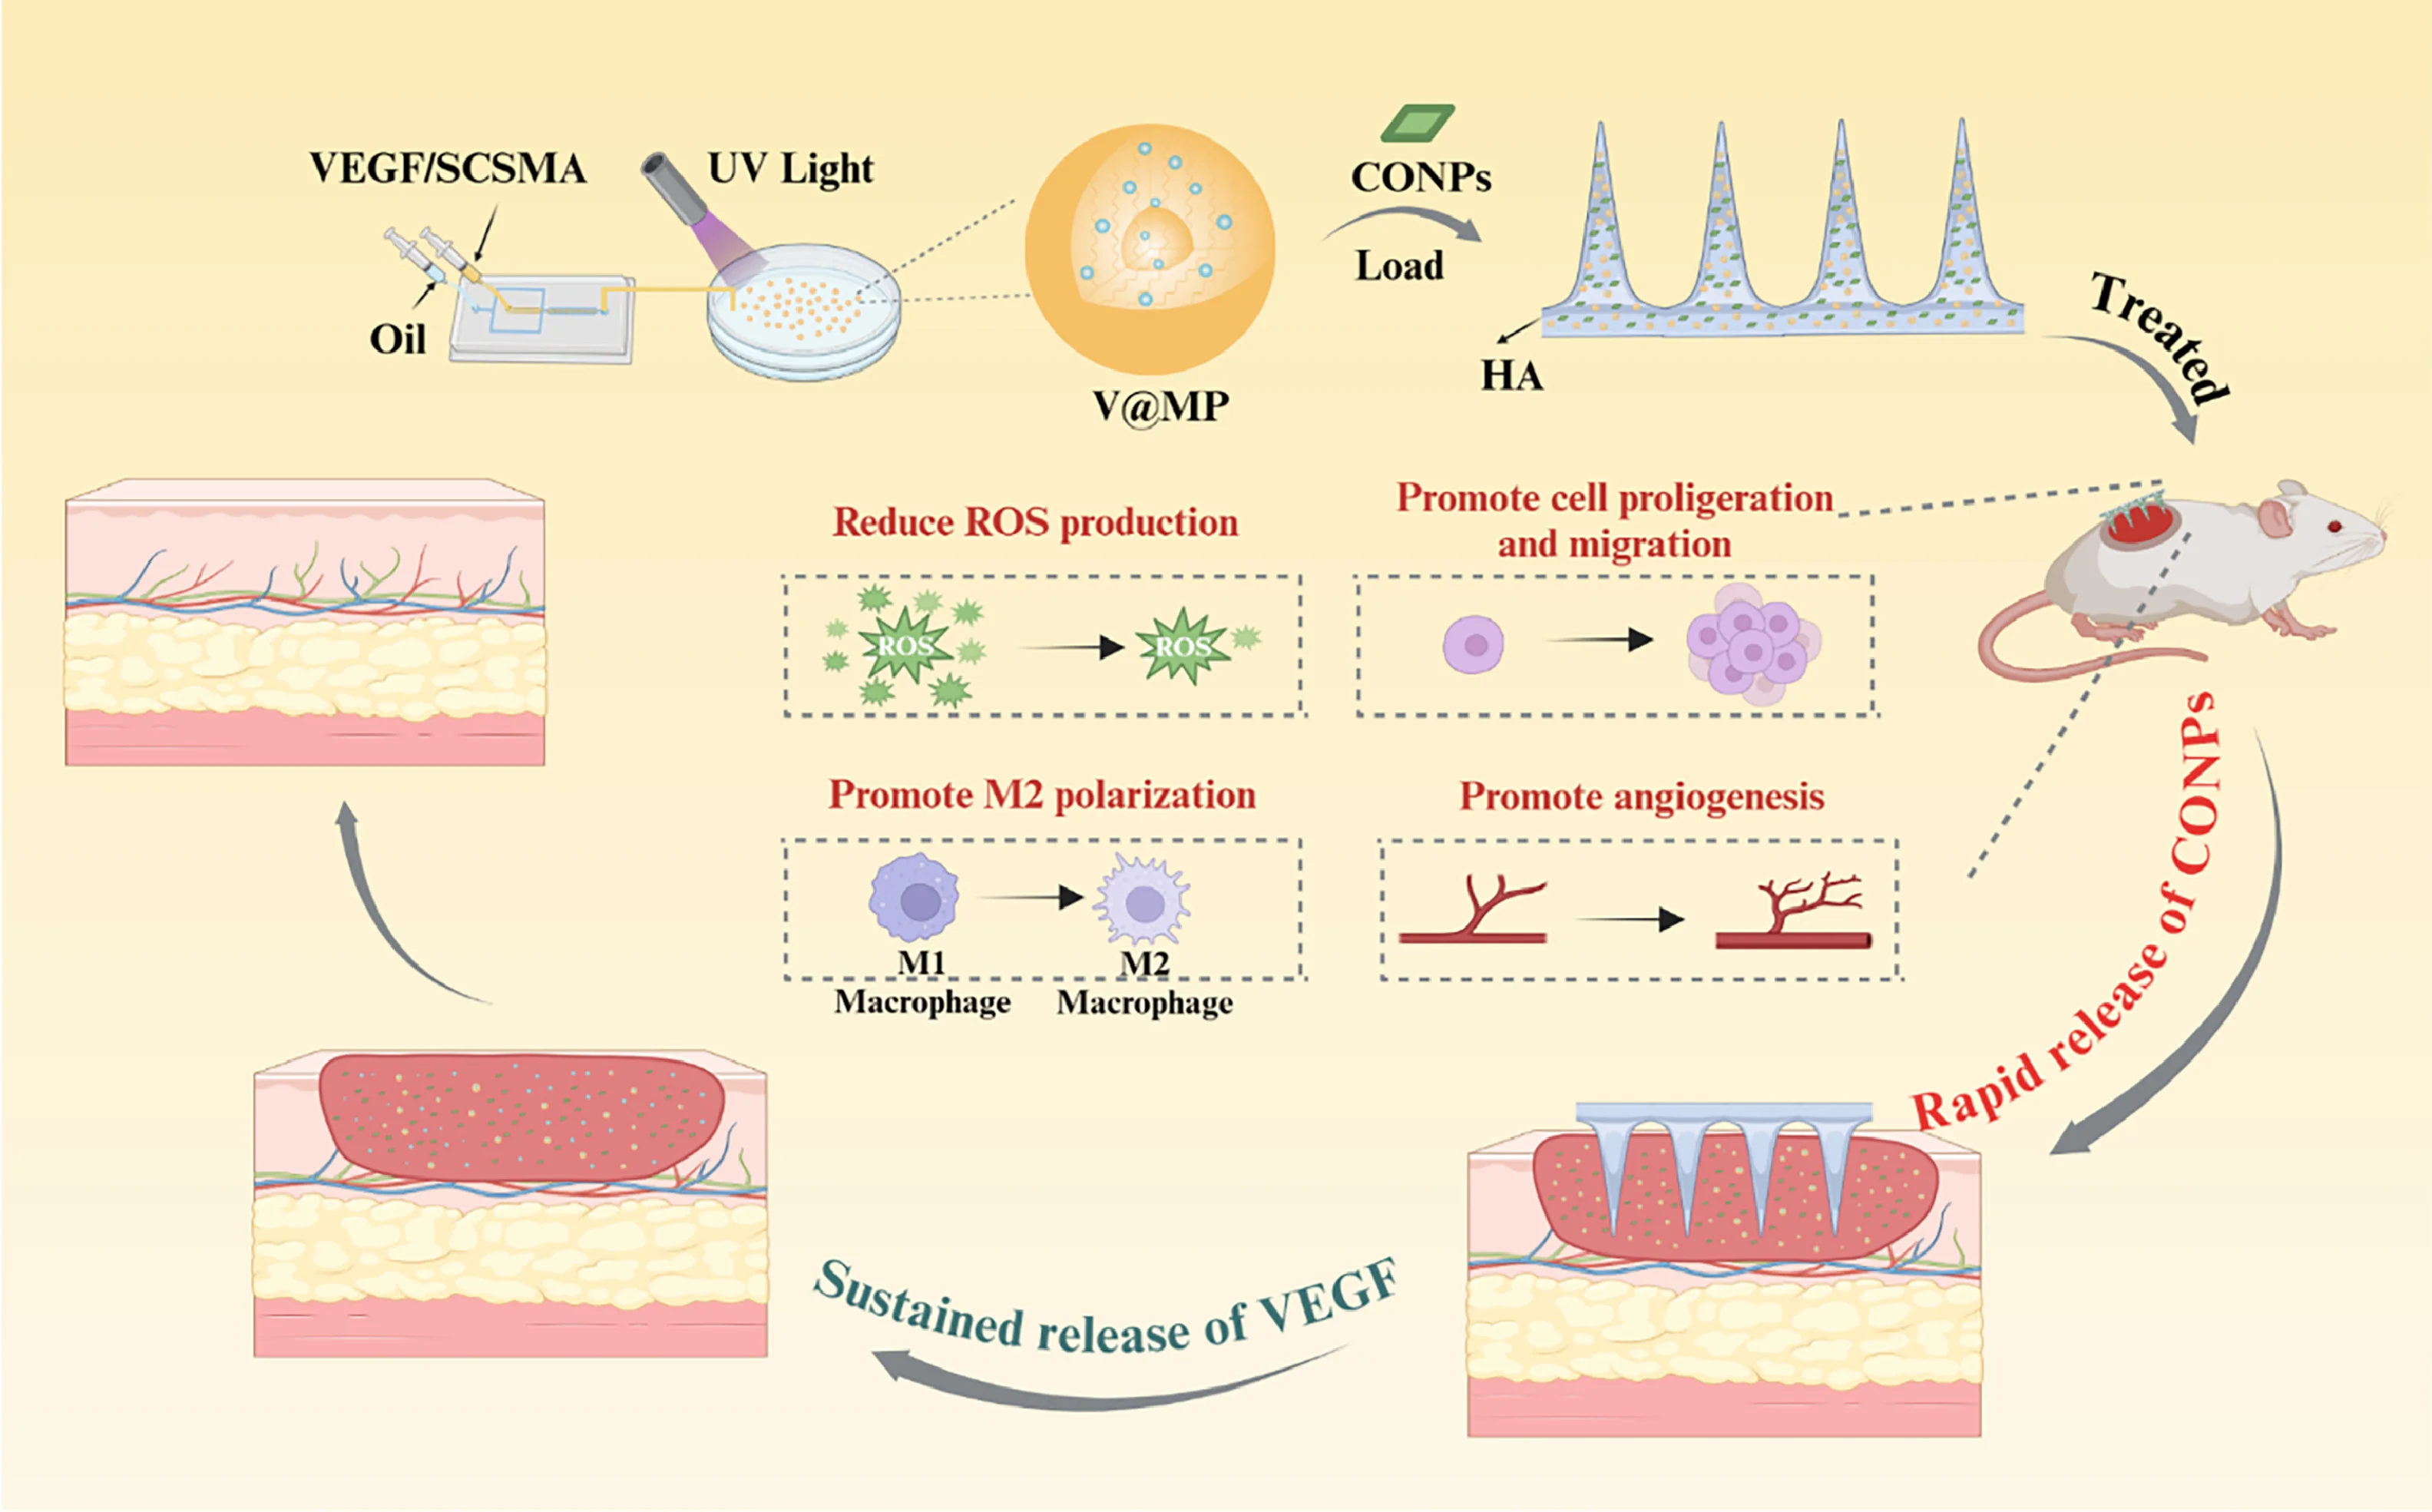 VEGF/SCSMA
UV Light
Oil
V@MP
CONPs
Load
HA
Treated
Reduce ROS production
ROS
ROS
Promote cell proligeration
and migration
Promote M2 polarization
M1
Macrophage
M2
Macrophage
Promote angiogenesis
Rapid release of CONPs
Sustained release of VEGF